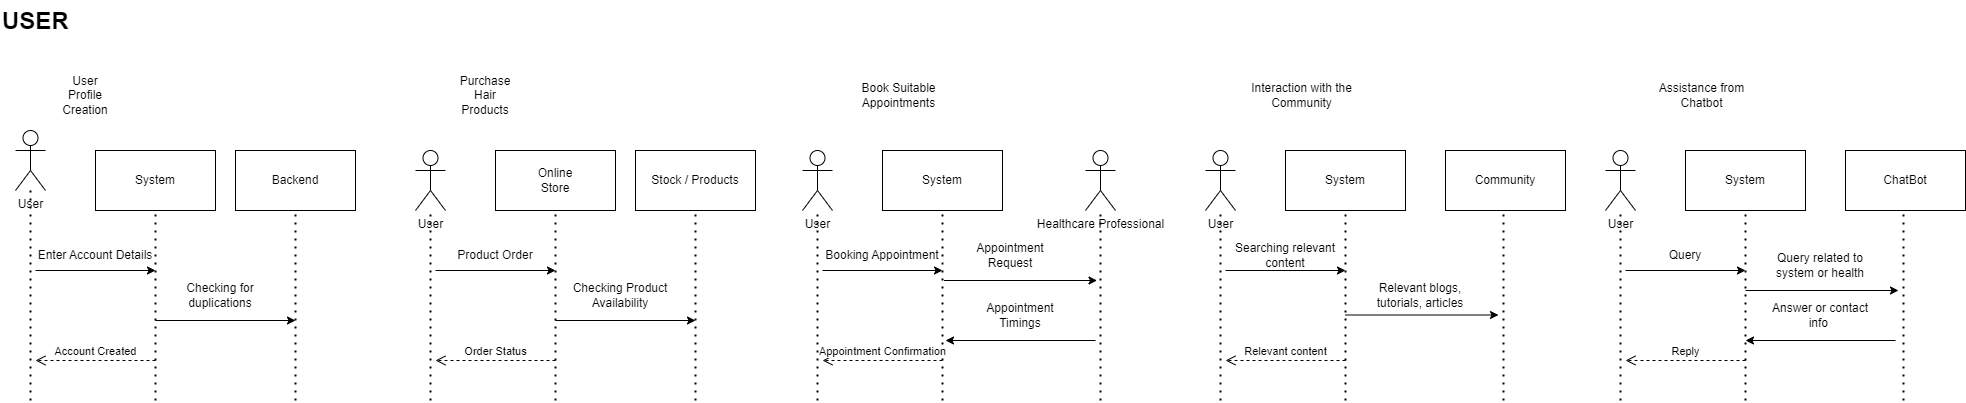 USER
User
Profile
Creation
User
System
Backend
Enter Account Details
Checking for
duplications
Account Created
Purchase
Hair
Products
User
Online
Store
Stock / Products
Product Order
Checking Product
Availability
Order Status
Book Suitable
Appointments
User
System
Healthcare Professional
Booking Appointment
Appointment
Request
Appointment
Timings
Appointment Confirmation
Interaction with the
Community
User
System
Community
Searching relevant
content
Relevant blogs,
tutorials, articles
Relevant content
Assistance from
Chatbot
User
System
ChatBot
Query
Query related to
system or health
Answer or contact
info
Reply